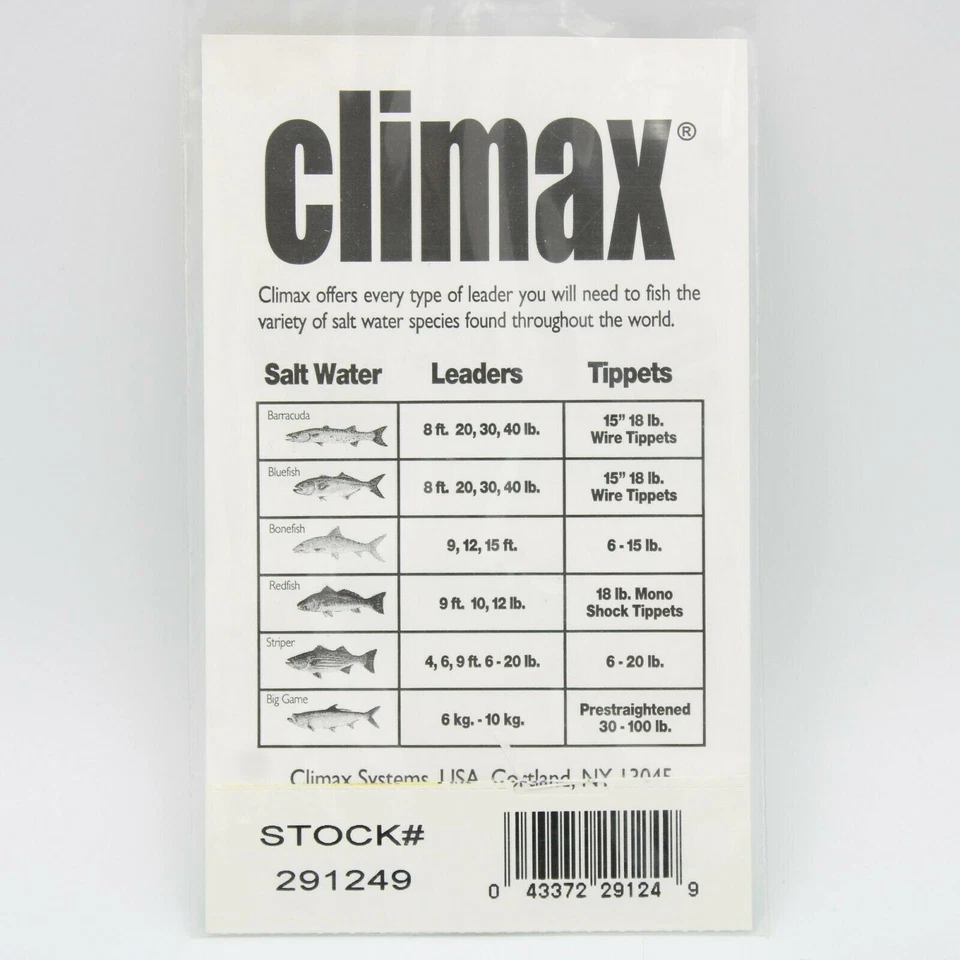 climax®
Climax offers every type of leader you will need to fish the
variety of salt water species found throughout the world.
Salt Water Leaders Tippets
Barracuda 8 ft. 20, 30, 40 lb. 15” 18 lb.
Wire Tippets
Bluefish 8 ft. 20, 30, 40 lb. 15” 18 lb.
Wire Tippets
Bonefish 9, 12, 15 ft. 6 - 15 lb.
Redfish 9 ft. 10, 12 lb. 18 lb. Mono
Shock Tippets
Striper 4, 6, 9 ft. 6 - 20 lb. 6 - 20 lb.
Big Game 6 kg. - 10 kg. Prestraightened
30 - 100 lb.
Climax Systems USA, Cortland, NY 13045
STOCK#
291249
0 43372 29124 9